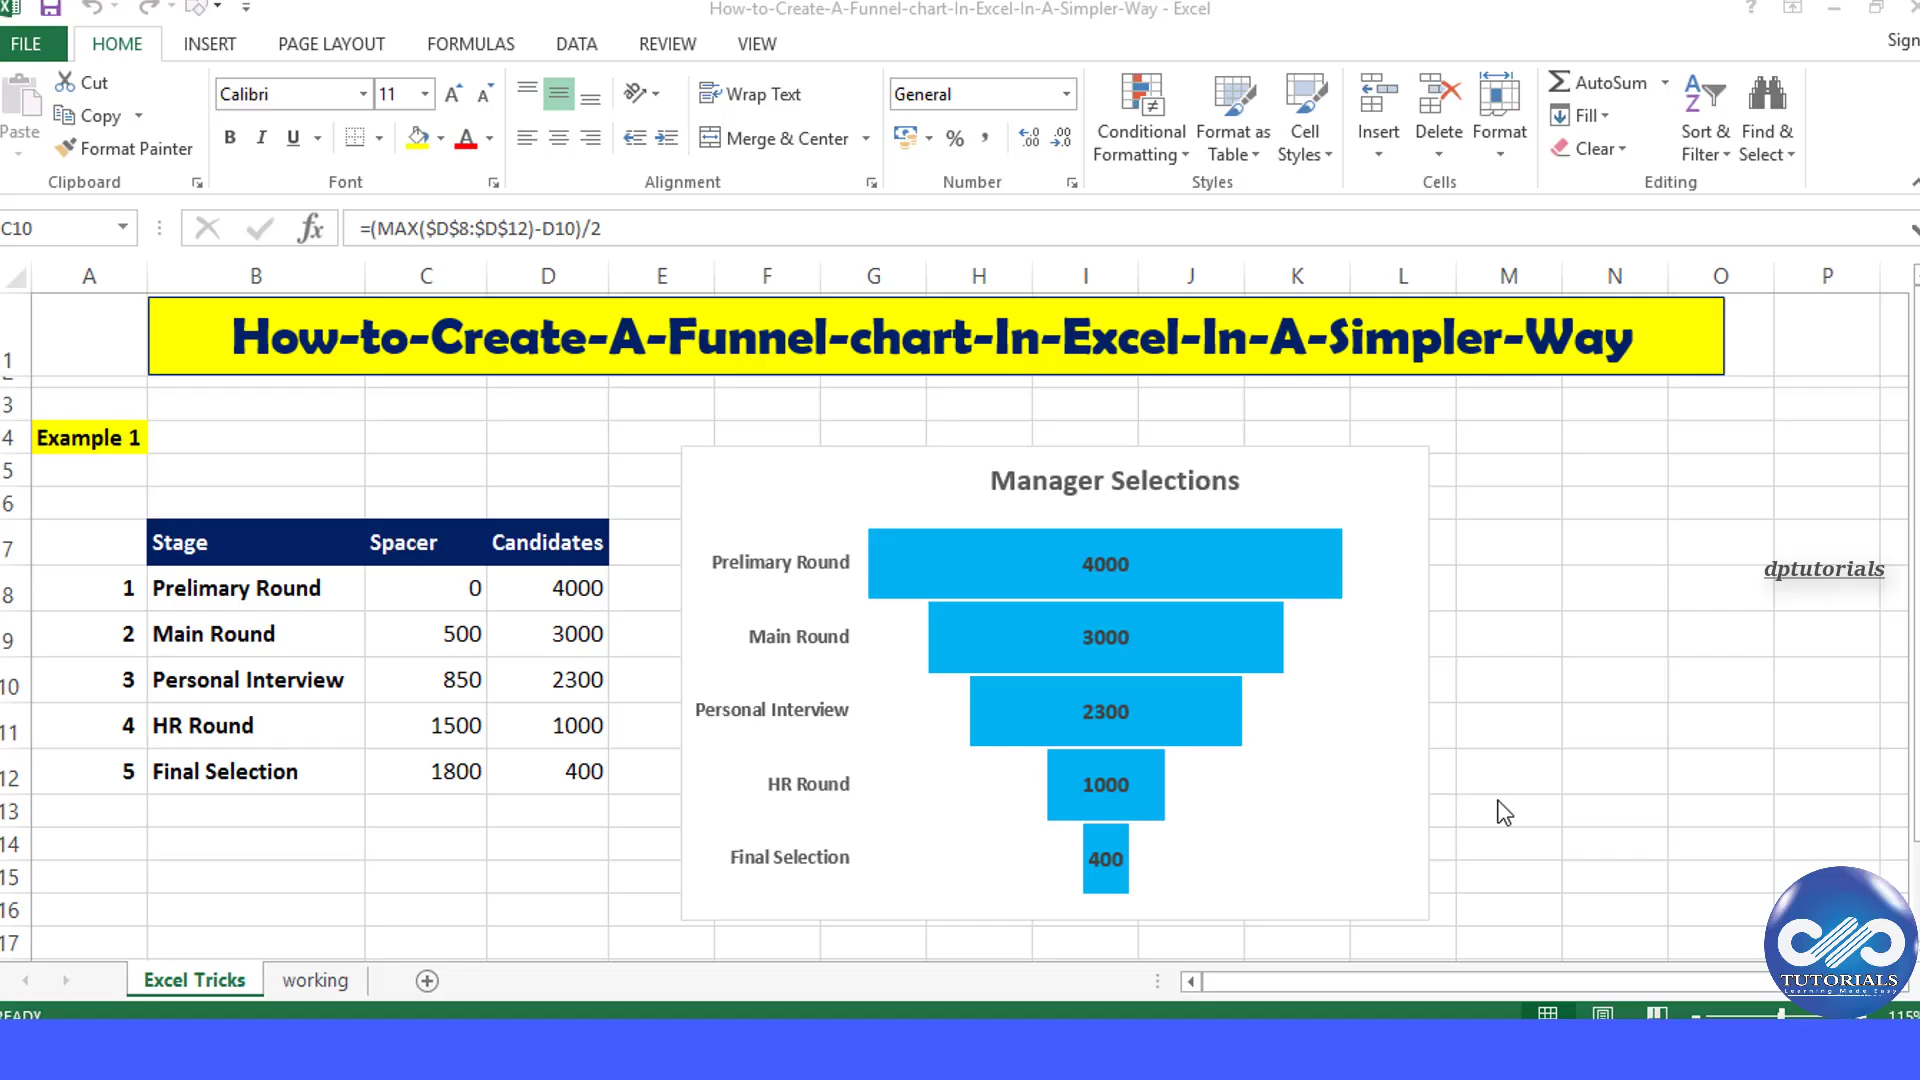 How-to-Create-A-Funnel-chart-In-Excel-In-A-Simpler-Way - Excel
FILE HOME INSERT PAGE LAYOUT FORMULAS DATA REVIEW VIEW Sign
Paste Cut Copy Format Painter Clipboard
Calibri 11 B I U A Font
Wrap Text Merge & Center Alignment
General % , Number
Conditional Formatting Format as Table Cell Styles Styles
Insert Delete Format Cells
AutoSum Fill Clear Sort & Filter Find & Select Editing
C10 fx =(MAX($D$8:$D$12)-D10)/2
A B C D E F G H I J K L M N O P
1 How-to-Create-A-Funnel-chart-In-Excel-In-A-Simpler-Way
3
4 Example 1
5
6
7 Stage Spacer Candidates
8 1 Prelimary Round 0 4000
9 2 Main Round 500 3000
10 3 Personal Interview 850 2300
11 4 HR Round 1500 1000
12 5 Final Selection 1800 400
13
14
15
16
17
Manager Selections
Prelimary Round 4000
Main Round 3000
Personal Interview 2300
HR Round 1000
Final Selection 400
dptutorials
TUTORIALS
Learning Made Easy
Excel Tricks working
READY 115%